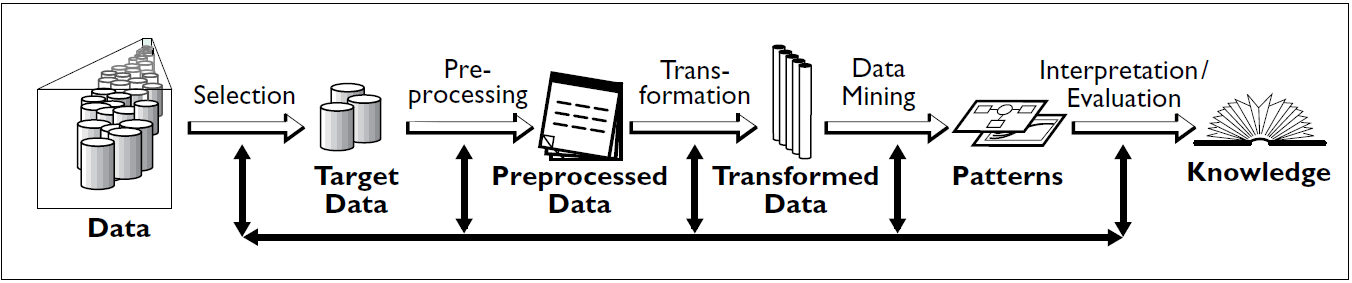 Selection
Pre-
processing
Trans-
formation
Data
Mining
Interpretation/
Evaluation
Data
Target
Data
Preprocessed
Data
Transformed
Data
Patterns
Knowledge